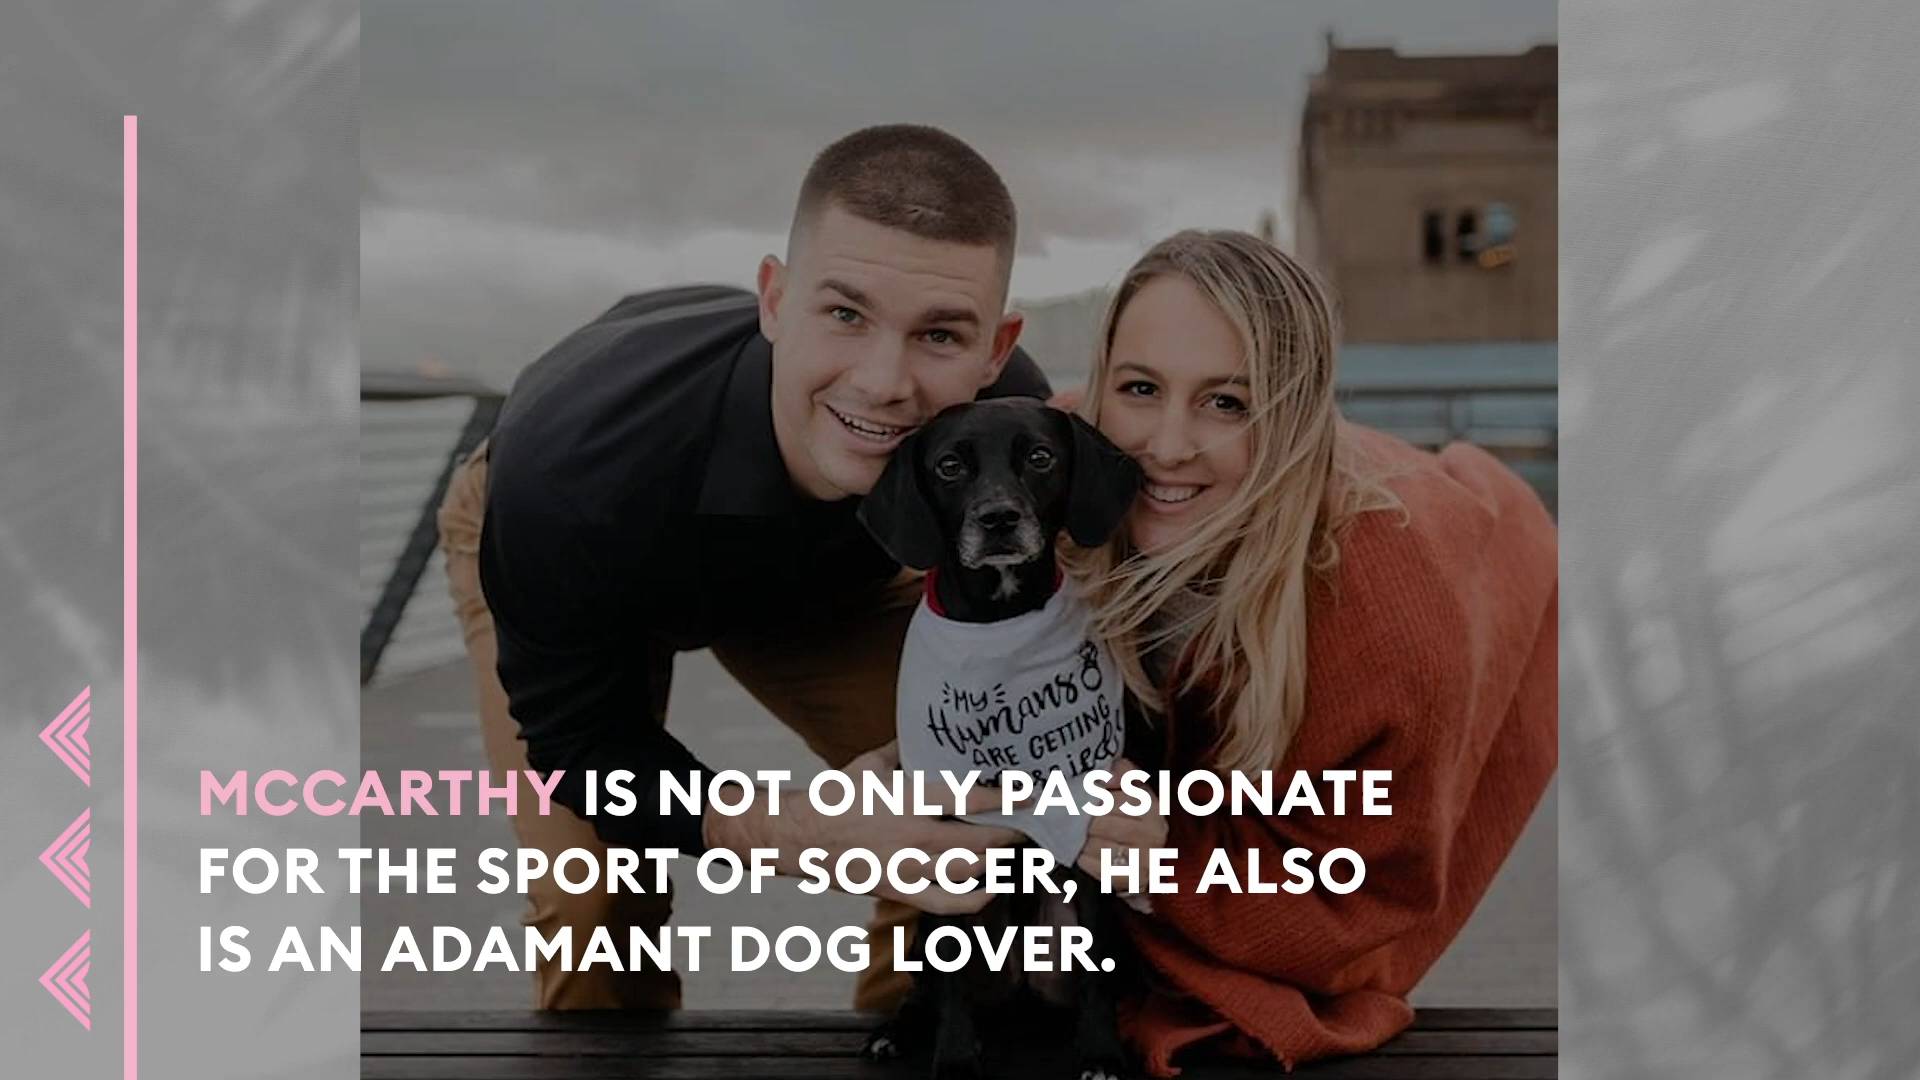 MY
Humans
ARE GETTING
MCCARTHY IS NOT ONLY PASSIONATE
FOR THE SPORT OF SOCCER, HE ALSO
IS AN ADAMANT DOG LOVER.